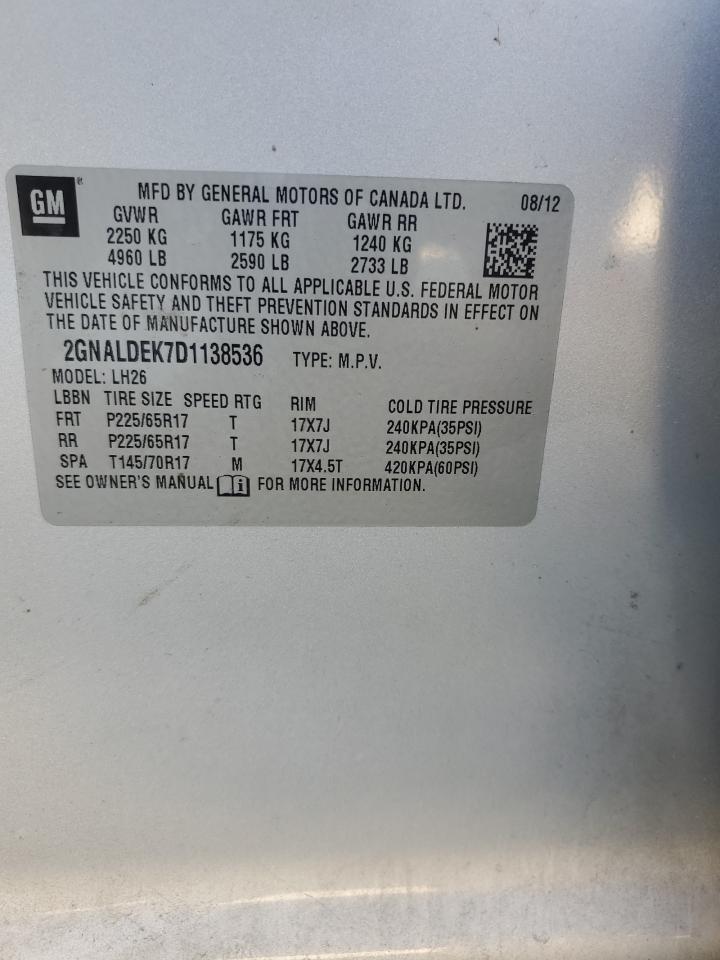 GM®
MFD BY GENERAL MOTORS OF CANADA LTD. 08/12
GVWR GAWR FRT GAWR RR
2250 KG 1175 KG 1240 KG
4960 LB 2590 LB 2733 LB
THIS VEHICLE CONFORMS TO ALL APPLICABLE U.S. FEDERAL MOTOR
VEHICLE SAFETY AND THEFT PREVENTION STANDARDS IN EFFECT ON
THE DATE OF MANUFACTURE SHOWN ABOVE.
2GNALDEK7D1138536 TYPE: M.P.V.
MODEL: LH26
LBBN TIRE SIZE SPEED RTG RIM COLD TIRE PRESSURE
FRT P225/65R17 T 17X7J 240KPA(35PSI)
RR P225/65R17 T 17X7J 240KPA(35PSI)
SPA T145/70R17 M 17X4.5T 420KPA(60PSI)
SEE OWNER'S MANUAL i FOR MORE INFORMATION.